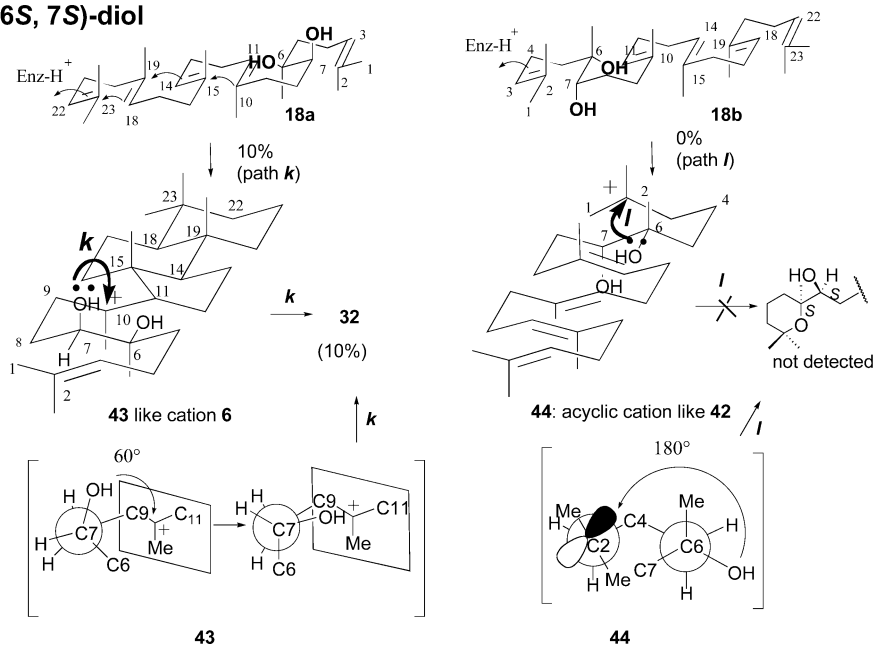 6S, 7S)-diol
Enz-H+
19
HO
11
6
OH
3
7
1
2
14
15
10
22
23
18
18a
10%
(path k)
Enz-H+
4
6
14
22
19
18
11
10
OH
3
2
7
15
23
1
OH
18b
0%
(path l)
23
22
k
18
19
15
14
9
OH
+
11
10
OH
8
H
7
6
1
2
43 like cation 6
k
32
(10%)
k
+
2
4
1
l
7
6
HO
OH
44: acyclic cation like 42
l
HO
H
S
S
O
not detected
l
60°
H
OH
C9
C11
C7
+
H
H
Me
C6
H
H
C9
+
C11
C7
OH
H
Me
C6
43
180°
Me
H
C4
Me
H
C2
C6
C7
H
Me
OH
H
44